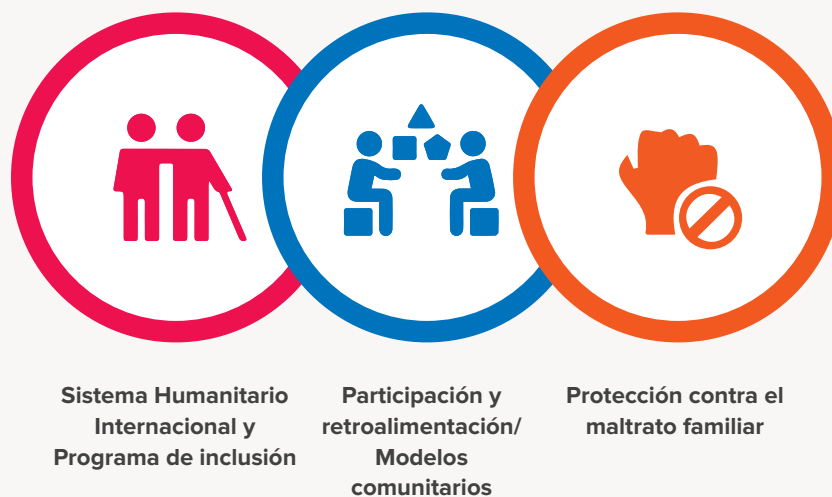 Sistema Humanitario
Internacional y
Programa de inclusión
Participación y
retroalimentación/
Modelos
comunitarios
Protección contra el
maltrato familiar